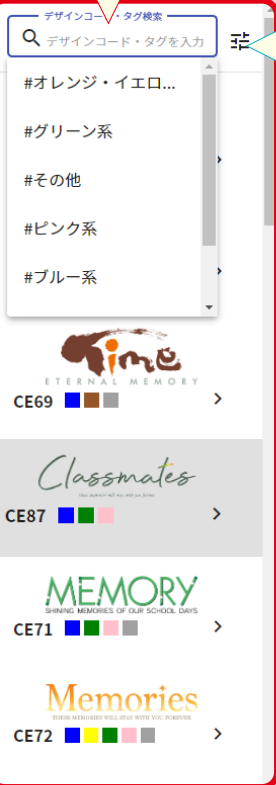 デザインコード・タグ検索
デザインコード・タグを入力
#オレンジ・イエロ...
#グリーン系
#その他
#ピンク系
#ブルー系
Time
ETERNAL MEMORY
CE69
Classmates
CE87
MEMORY
SHINING MEMORIES OF OUR SCHOOL DAYS
CE71
Memories
THESE MEMORIES WILL STAY WITH YOU FOREVER
CE72